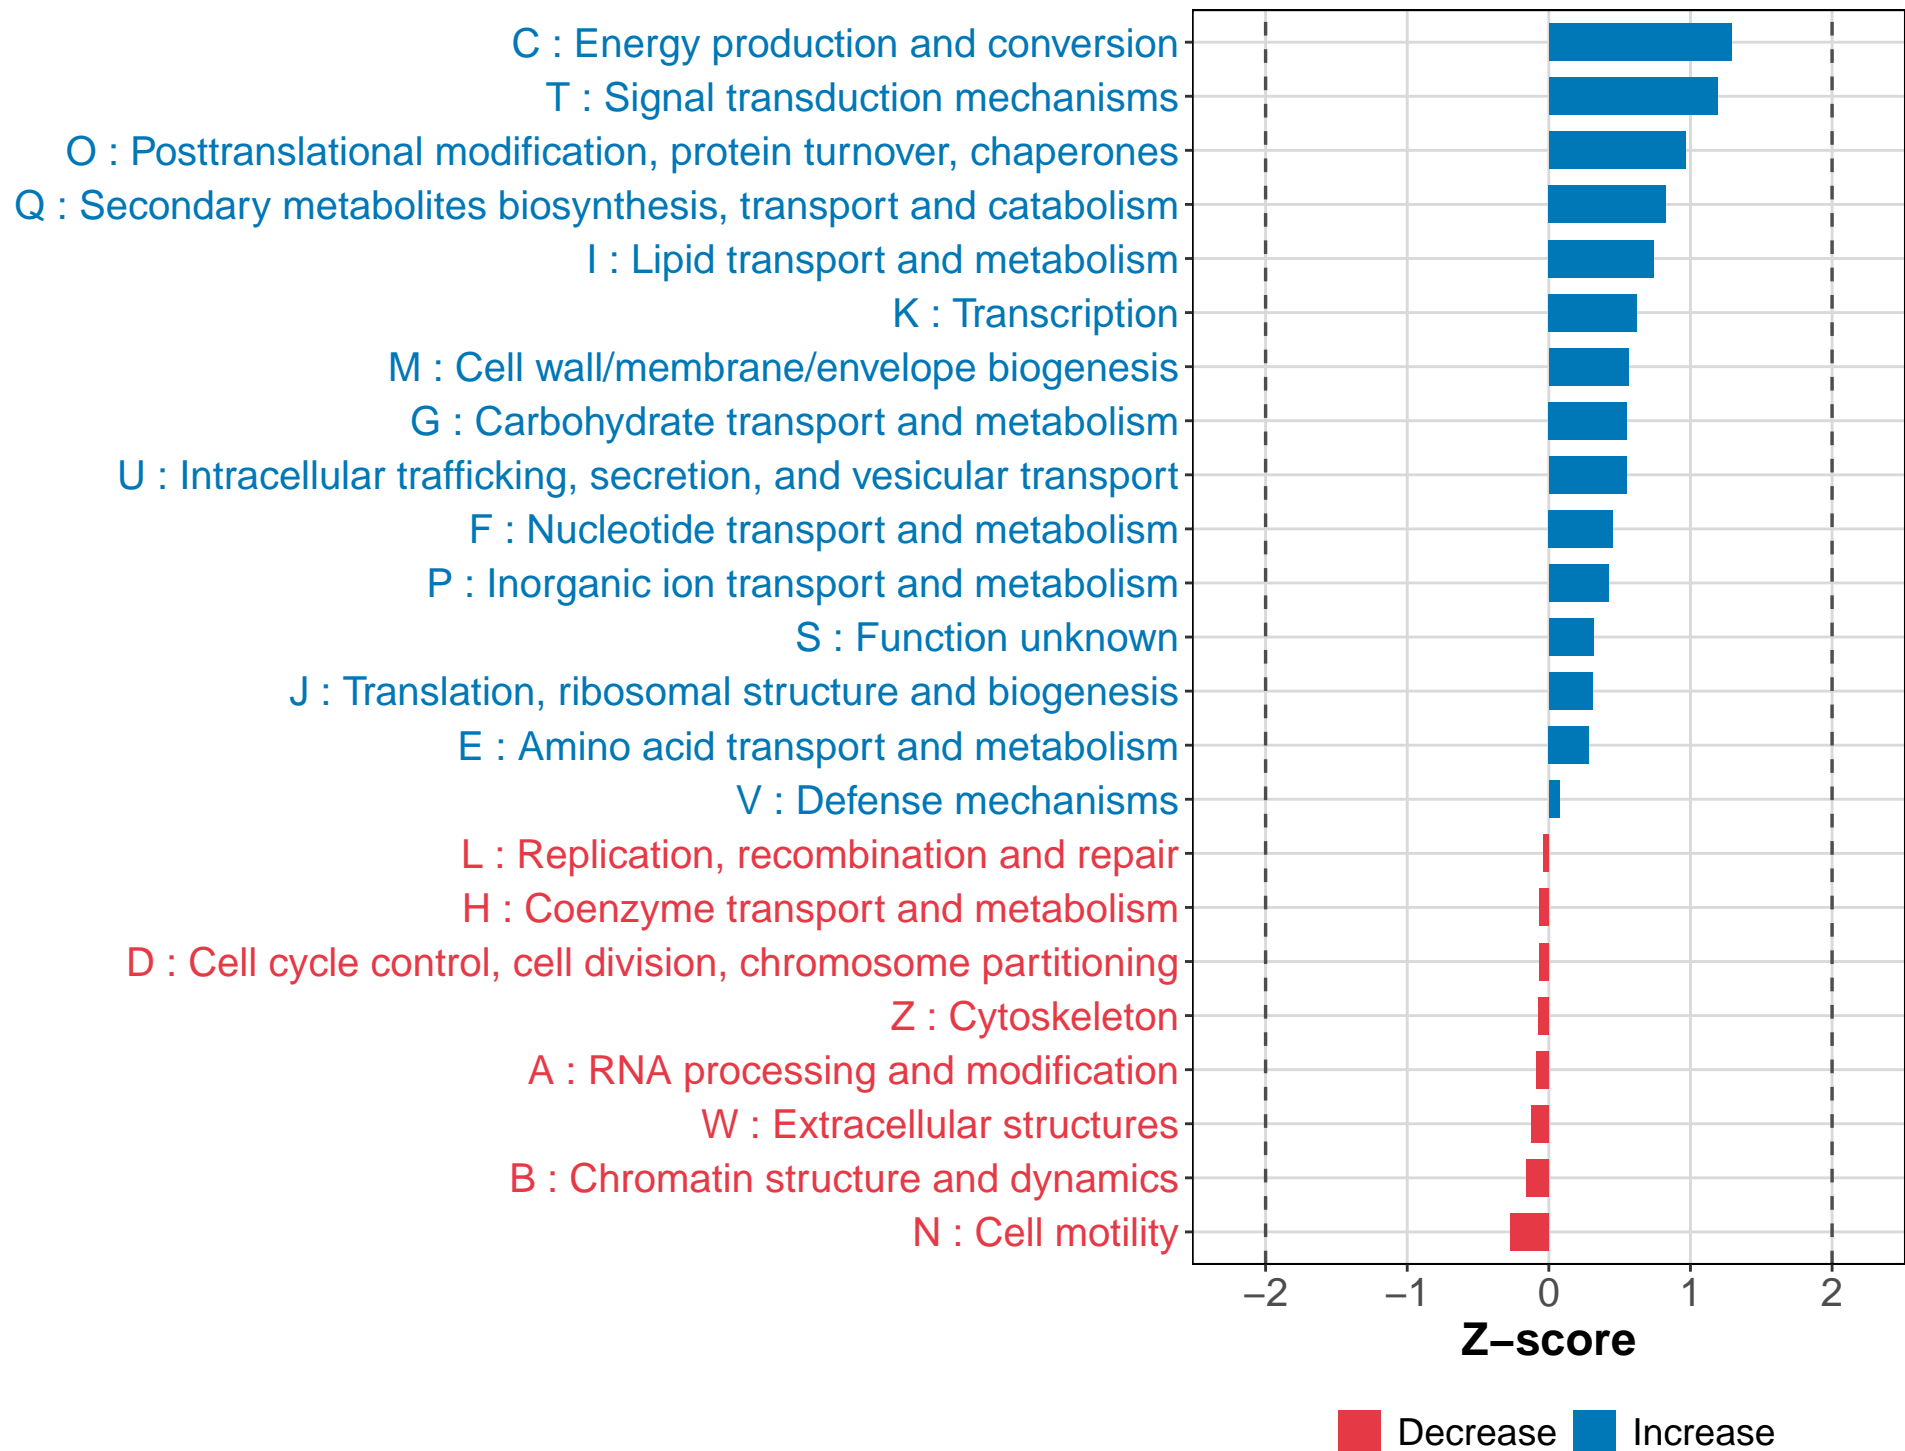 C : Energy production and conversion
T : Signal transduction mechanisms
O : Posttranslational modification, protein turnover, chaperones
Q : Secondary metabolites biosynthesis, transport and catabolism
I : Lipid transport and metabolism
K : Transcription
M : Cell wall/membrane/envelope biogenesis
G : Carbohydrate transport and metabolism
U : Intracellular trafficking, secretion, and vesicular transport
F : Nucleotide transport and metabolism
P : Inorganic ion transport and metabolism
S : Function unknown
J : Translation, ribosomal structure and biogenesis
E : Amino acid transport and metabolism
V : Defense mechanisms
L : Replication, recombination and repair
H : Coenzyme transport and metabolism
D : Cell cycle control, cell division, chromosome partitioning
Z : Cytoskeleton
A : RNA processing and modification
W : Extracellular structures
B : Chromatin structure and dynamics
N : Cell motility
−2 −1 0 1 2
Z−score
Decrease Increase